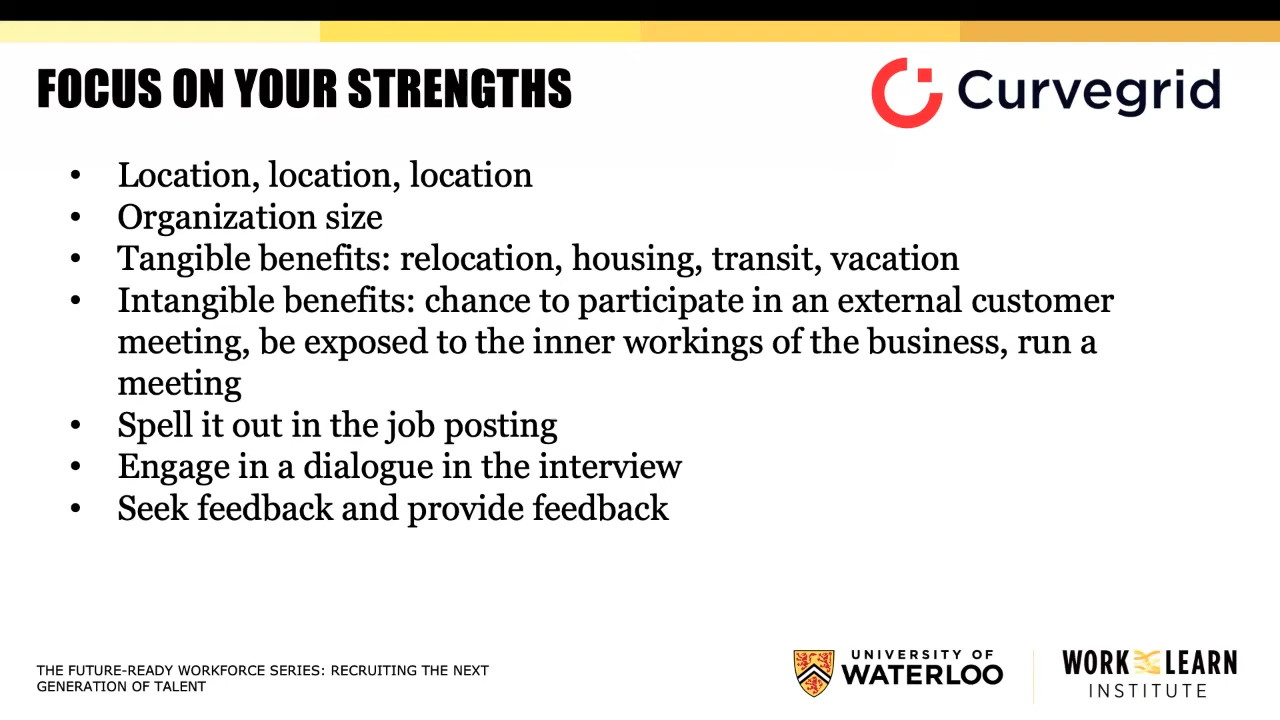 FOCUS ON YOUR STRENGTHS
Curvegrid
• Location, location, location
• Organization size
• Tangible benefits: relocation, housing, transit, vacation
• Intangible benefits: chance to participate in an external customer
meeting, be exposed to the inner workings of the business, run a
meeting
• Spell it out in the job posting
• Engage in a dialogue in the interview
• Seek feedback and provide feedback
THE FUTURE-READY WORKFORCE SERIES: RECRUITING THE NEXT
GENERATION OF TALENT
UNIVERSITY OF
WATERLOO
WORK LEARN
INSTITUTE